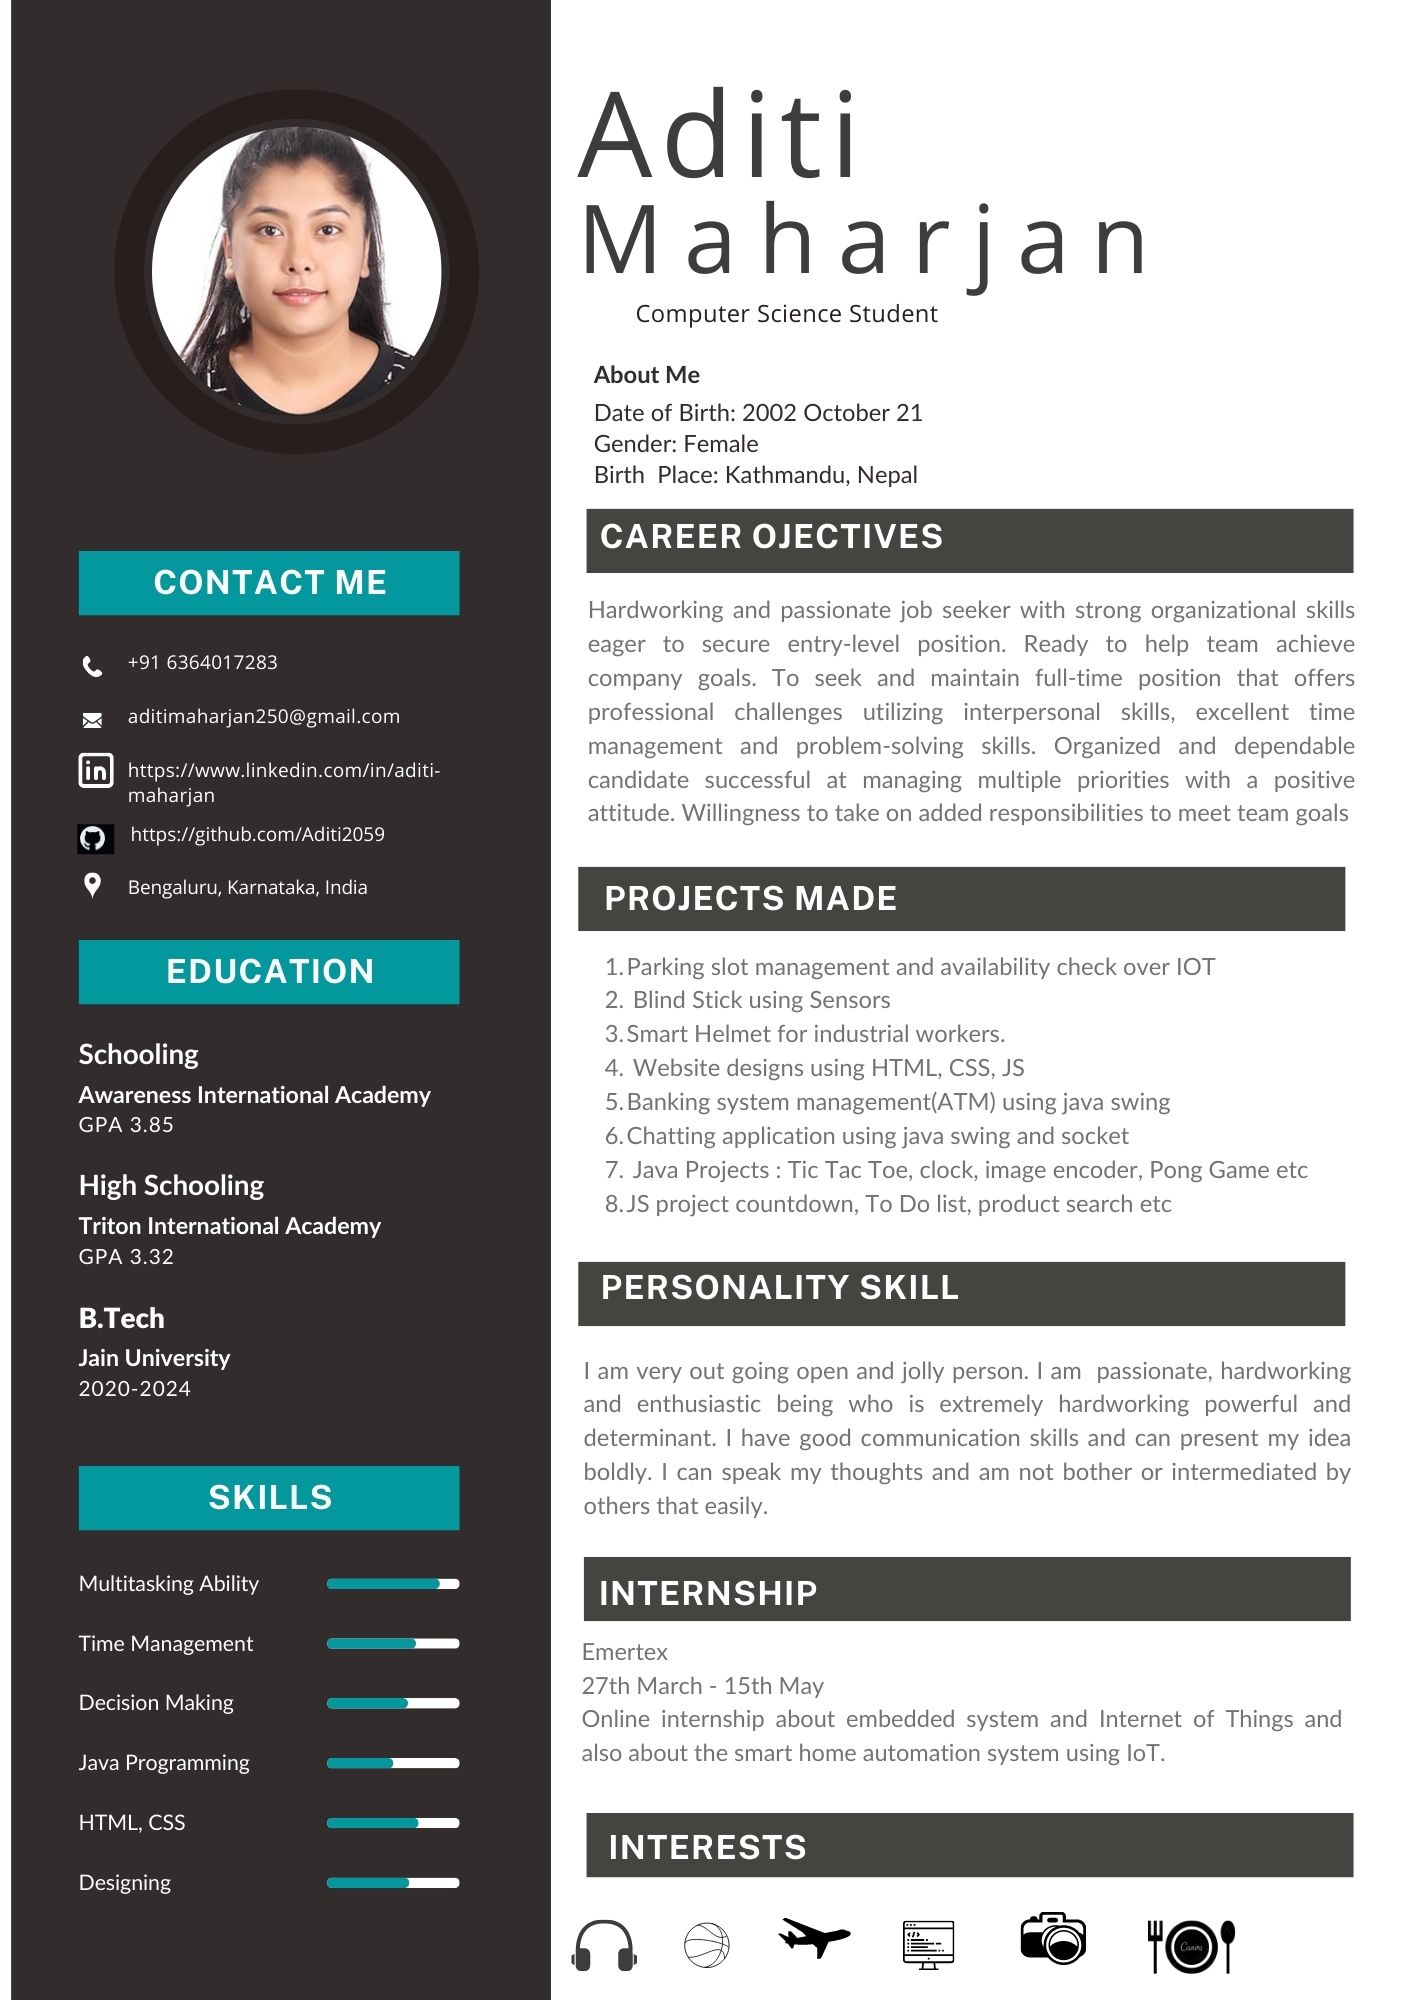 Aditi
Maharjan
Computer Science Student
About Me
Date of Birth: 2002 October 21
Gender: Female
Birth Place: Kathmandu, Nepal
CONTACT ME
+91 6364017283
aditimaharjan250@gmail.com
https://www.linkedin.com/in/aditi-
maharjan
https://github.com/Aditi2059
Bengaluru, Karnataka, India
EDUCATION
Schooling
Awareness International Academy
GPA 3.85
High Schooling
Triton International Academy
GPA 3.32
B.Tech
Jain University
2020-2024
SKILLS
Multitasking Ability
Time Management
Decision Making
Java Programming
HTML, CSS
Designing
CAREER OJECTIVES
Hardworking and passionate job seeker with strong organizational skills
eager to secure entry-level position. Ready to help team achieve
company goals. To seek and maintain full-time position that offers
professional challenges utilizing interpersonal skills, excellent time
management and problem-solving skills. Organized and dependable
candidate successful at managing multiple priorities with a positive
attitude. Willingness to take on added responsibilities to meet team goals
PROJECTS MADE
1. Parking slot management and availability check over IOT
2. Blind Stick using Sensors
3. Smart Helmet for industrial workers.
4. Website designs using HTML, CSS, JS
5. Banking system management(ATM) using java swing
6. Chatting application using java swing and socket
7. Java Projects : Tic Tac Toe, clock, image encoder, Pong Game etc
8. JS project countdown, To Do list, product search etc
PERSONALITY SKILL
I am very out going open and jolly person. I am passionate, hardworking
and enthusiastic being who is extremely hardworking powerful and
determinant. I have good communication skills and can present my idea
boldly. I can speak my thoughts and am not bother or intermediated by
others that easily.
INTERNSHIP
Emertex
27th March - 15th May
Online internship about embedded system and Internet of Things and
also about the smart home automation system using IoT.
INTERESTS
Canva